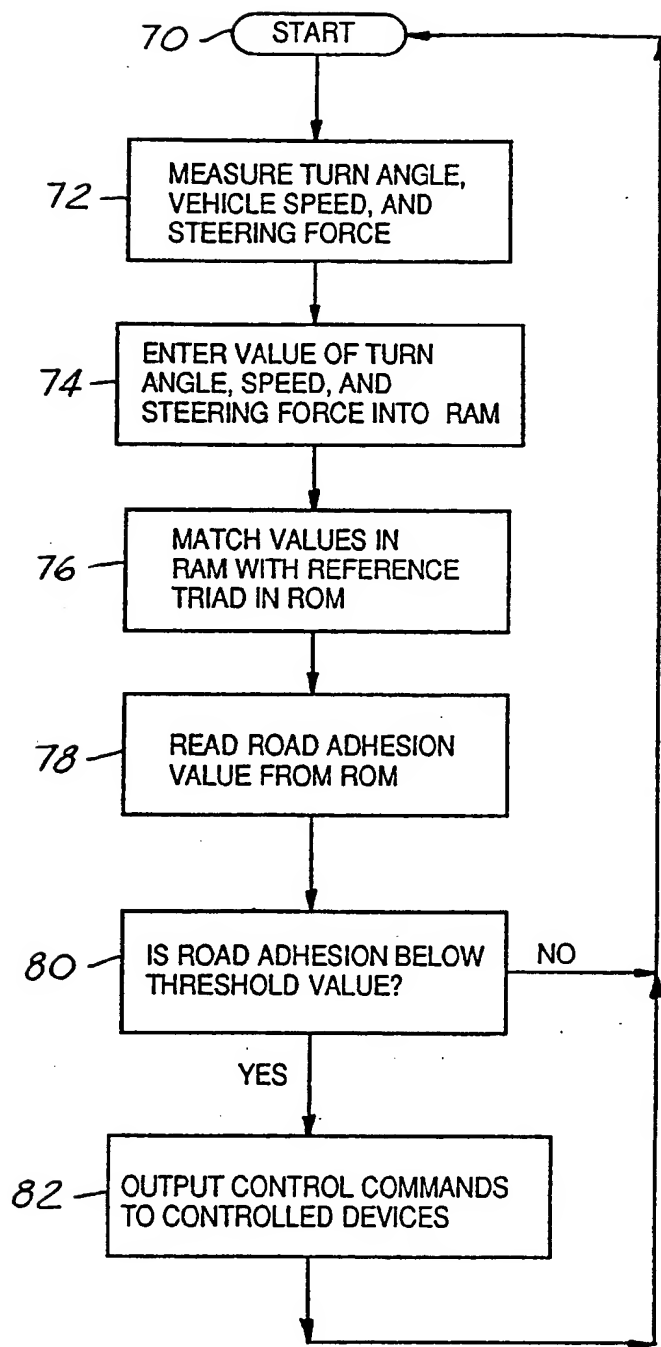 70 START
72 MEASURE TURN ANGLE,
VEHICLE SPEED, AND
STEERING FORCE
74 ENTER VALUE OF TURN
ANGLE, SPEED, AND
STEERING FORCE INTO RAM
76 MATCH VALUES IN
RAM WITH REFERENCE
TRIAD IN ROM
78 READ ROAD ADHESION
VALUE FROM ROM
80 IS ROAD ADHESION BELOW
THRESHOLD VALUE?
NO
YES
82 OUTPUT CONTROL COMMANDS
TO CONTROLLED DEVICES